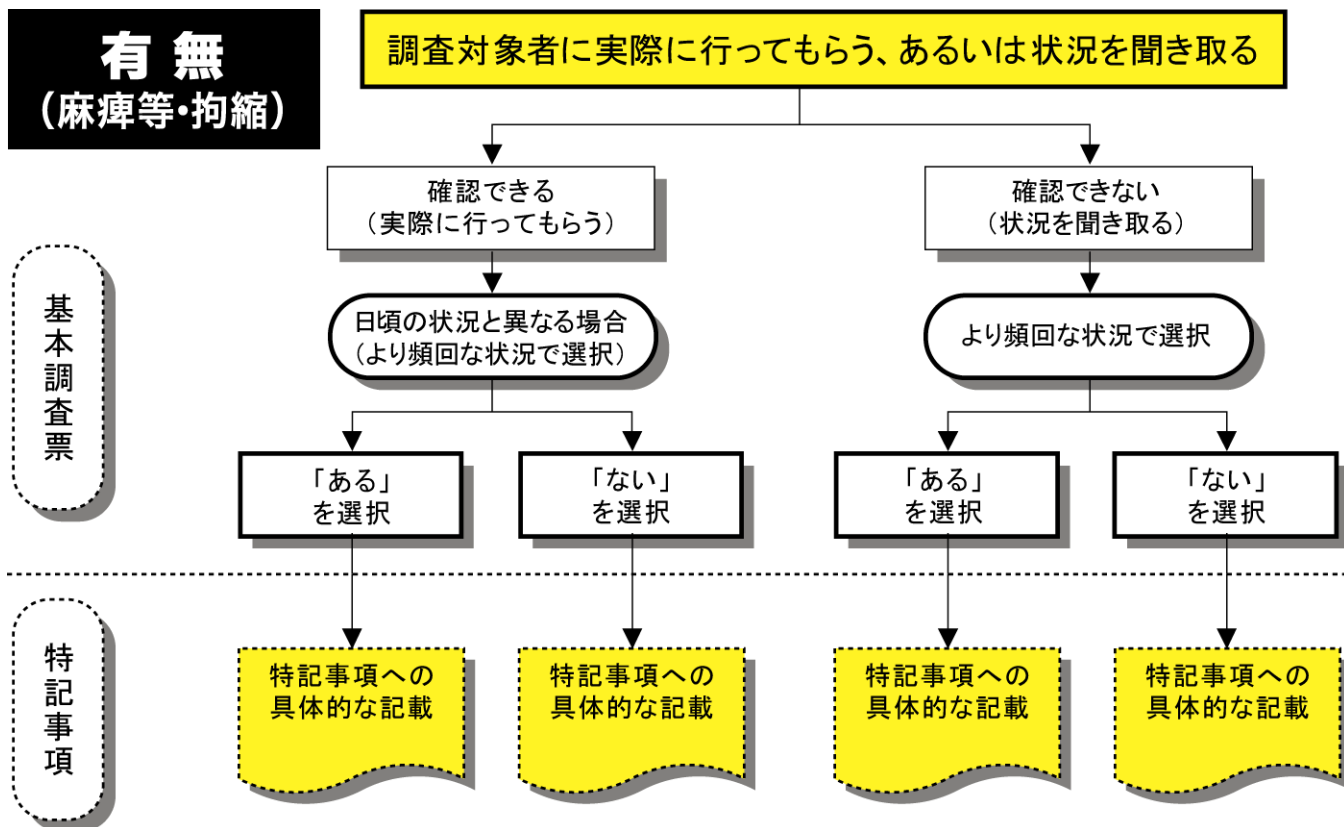 有無
（麻痺等・拘縮）
調査対象者に実際に行ってもらう、あるいは状況を聞き取る
確認できる
（実際に行ってもらう）
確認できない
（状況を聞き取る）
基本調査票
日頃の状況と異なる場合
（より頻回な状況で選択）
より頻回な状況で選択
「ある」
を選択
「ない」
を選択
「ある」
を選択
「ない」
を選択
特記事項
特記事項への
具体的な記載
特記事項への
具体的な記載
特記事項への
具体的な記載
特記事項への
具体的な記載